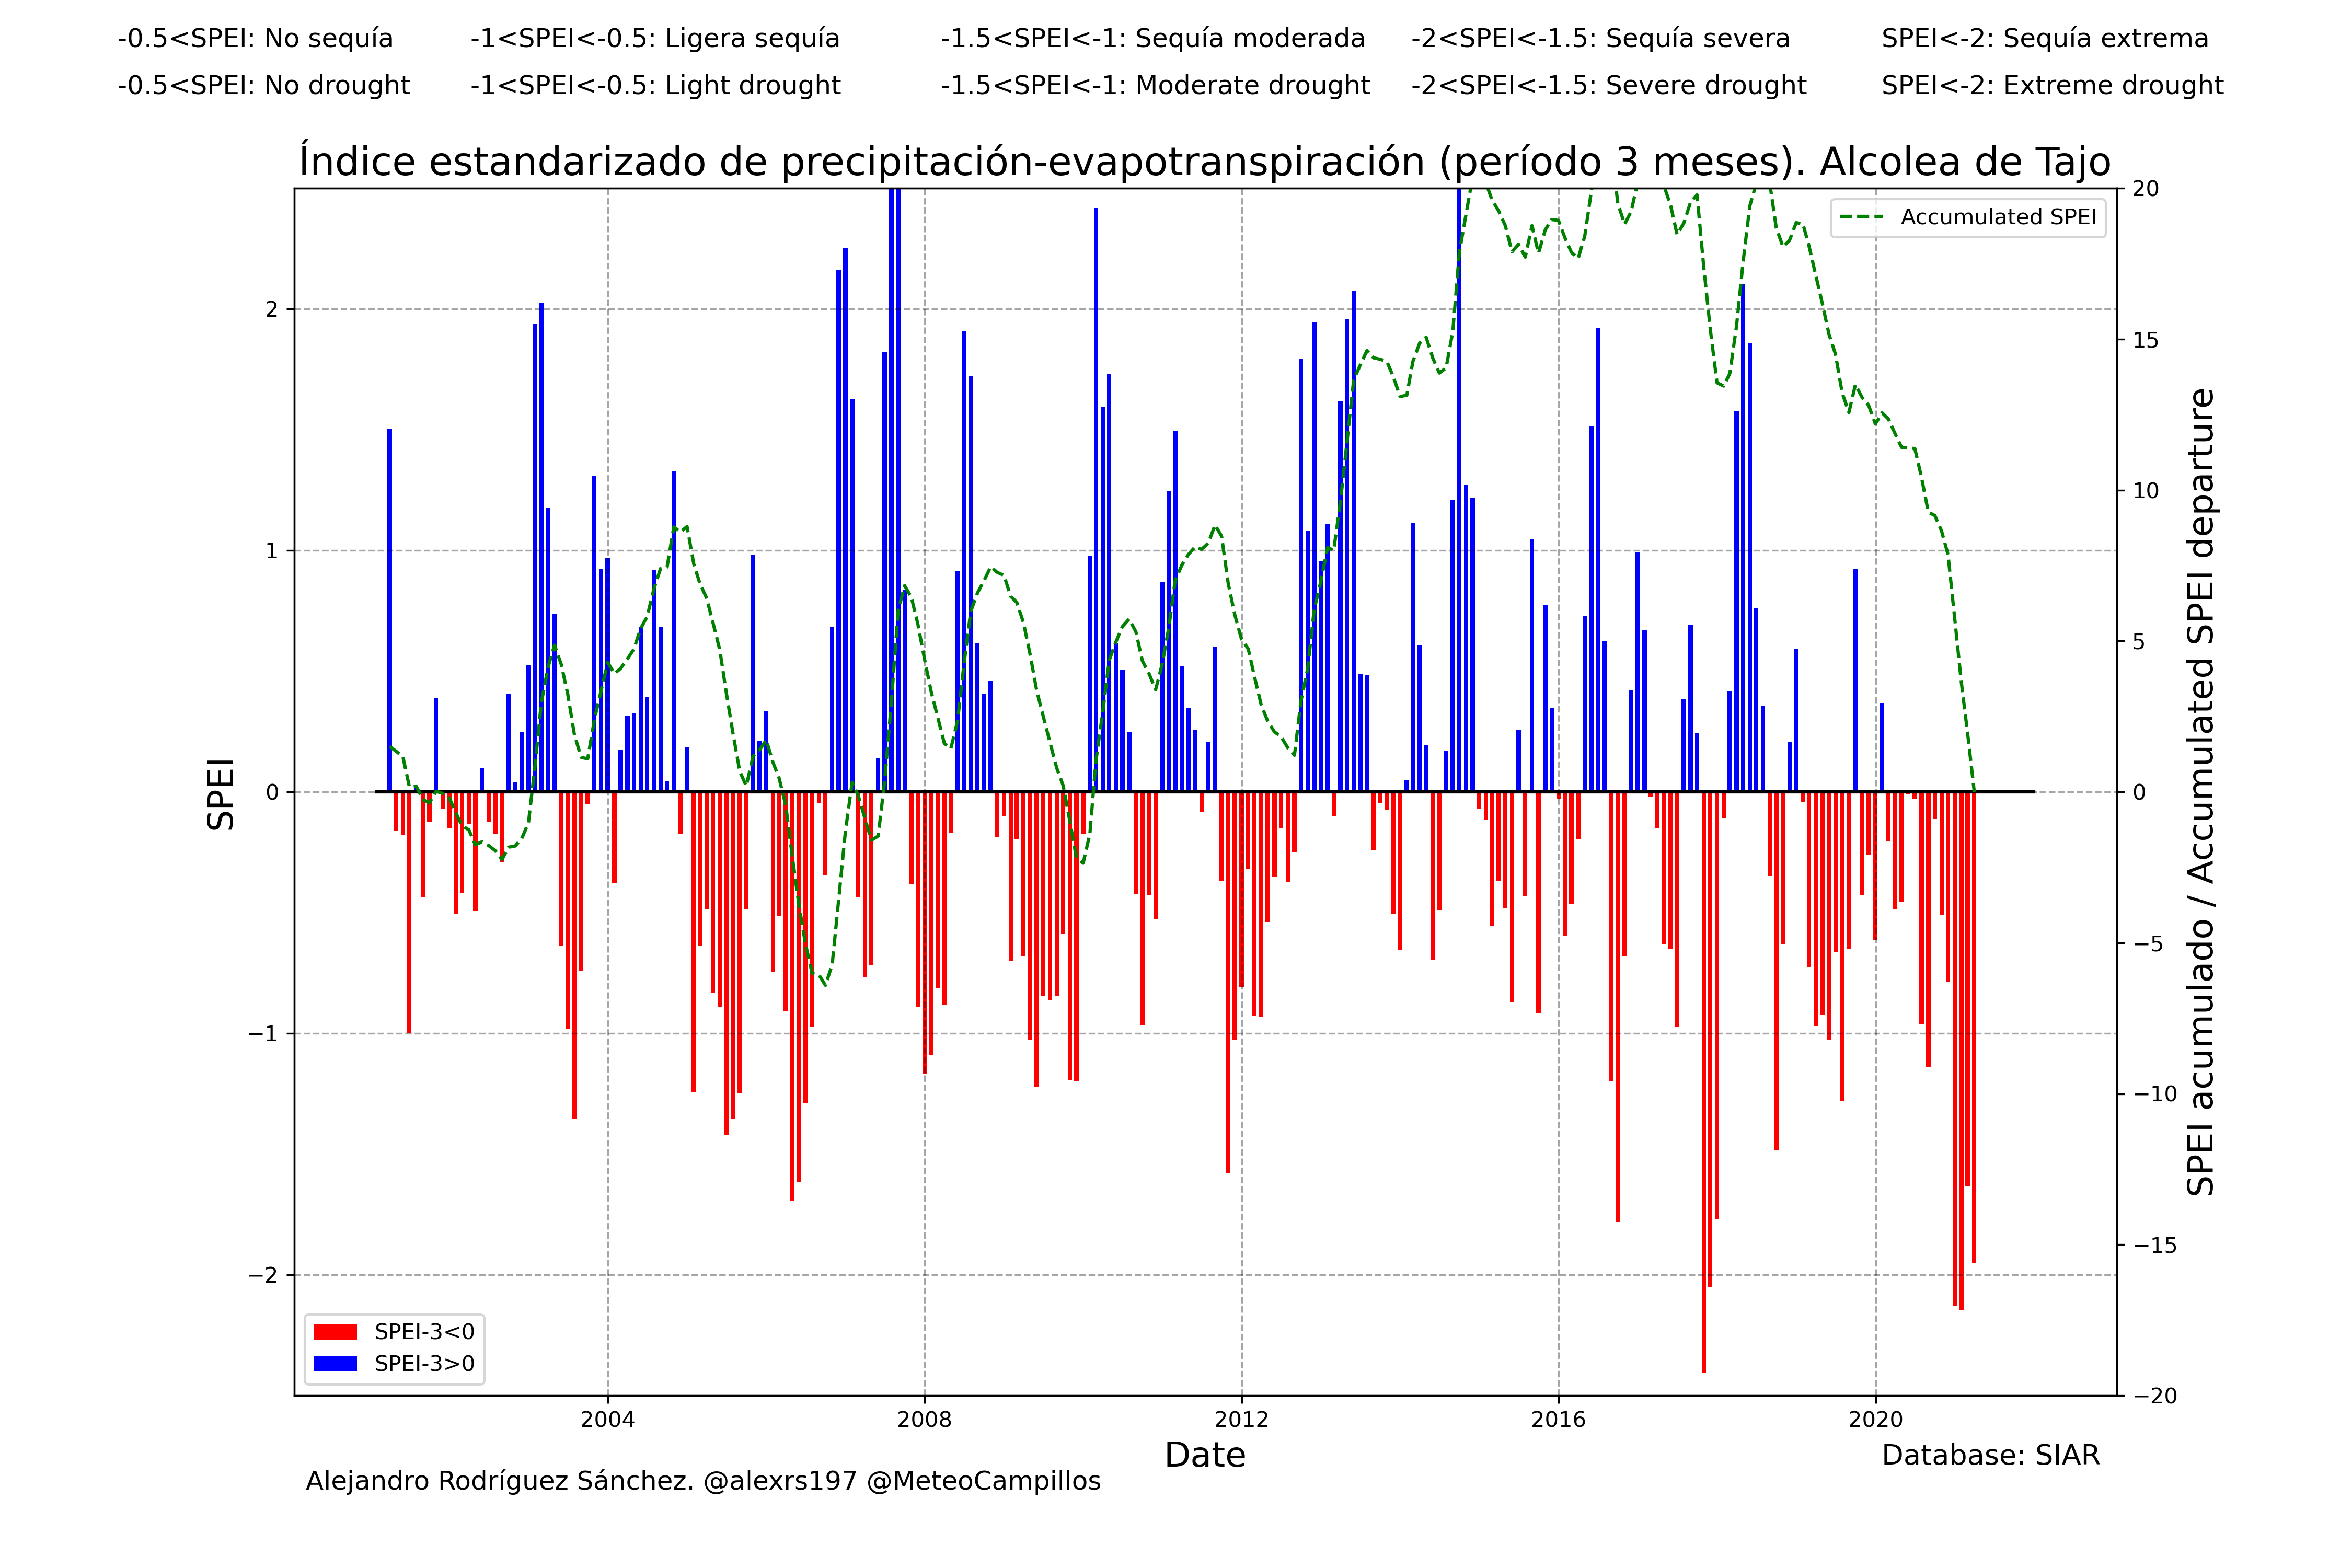 -0.5<SPEI: No sequía -1<SPEI<-0.5: Ligera sequía -1.5<SPEI<-1: Sequía moderada -2<SPEI<-1.5: Sequía severa SPEI<-2: Sequía extrema
-0.5<SPEI: No drought -1<SPEI<-0.5: Light drought -1.5<SPEI<-1: Moderate drought -2<SPEI<-1.5: Severe drought SPEI<-2: Extreme drought
Índice estandarizado de precipitación-evapotranspiración (período 3 meses). Alcolea de Tajo
Accumulated SPEI
2
1
0
−1
−2
SPEI
20
15
10
5
0
−5
−10
−15
−20
SPEI acumulado / Accumulated SPEI departure
SPEI-3<0
SPEI-3>0
2004 2008 2012 2016 2020
Date
Database: SIAR
Alejandro Rodríguez Sánchez. @alexrs197 @MeteoCampillos